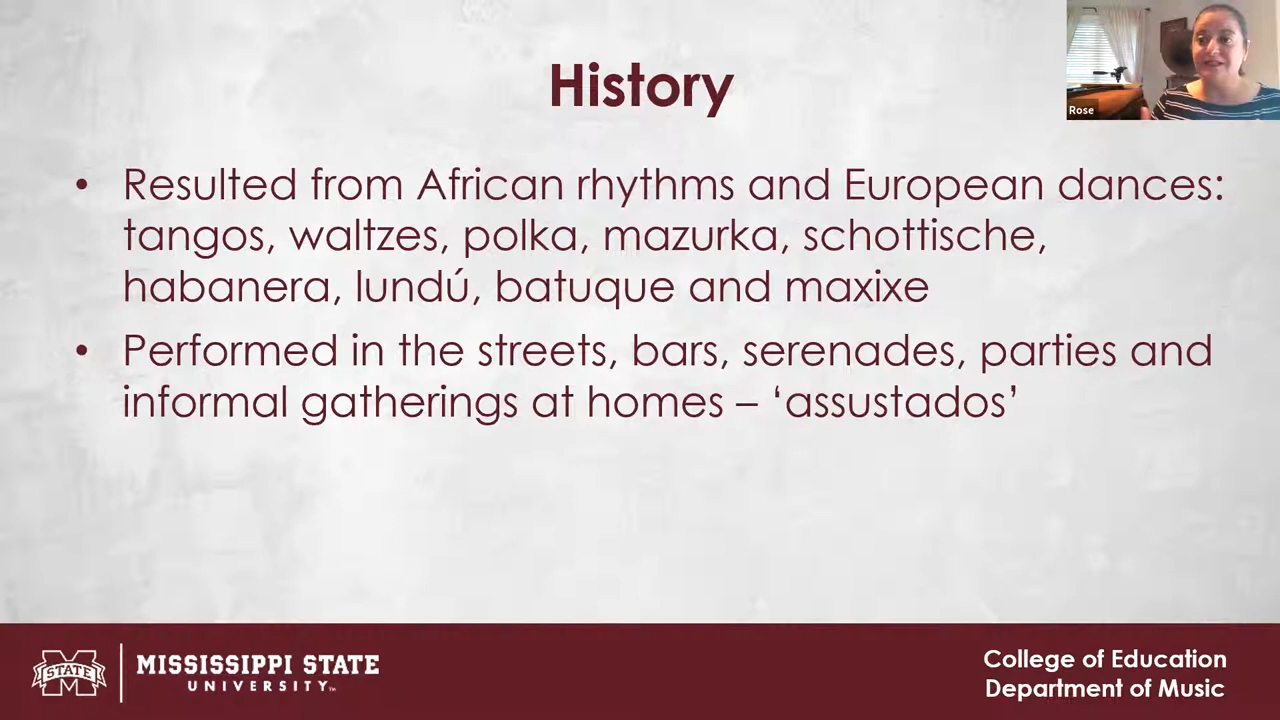 History
Rose
• Resulted from African rhythms and European dances:
tangos, waltzes, polka, mazurka, schottische,
habanera, lundú, batuque and maxixe
• Performed in the streets, bars, serenades, parties and
informal gatherings at homes – ‘assustados’
STATE
MISSISSIPPI STATE
UNIVERSITY™
College of Education
Department of Music